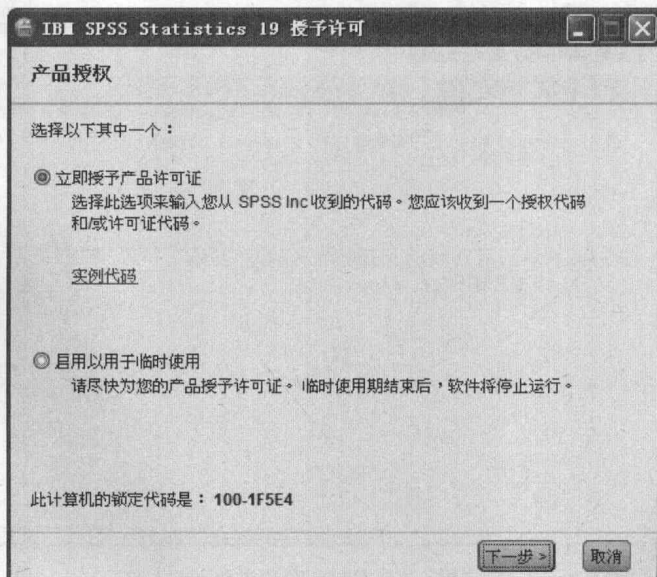 IBM SPSS Statistics 19 授予许可
产品授权
选择以下其中一个：
立即授予产品许可证
选择此选项来输入您从 SPSS Inc 收到的代码。您应该收到一个授权代码
和/或许可证代码。
实例代码
启用以用于临时使用
请尽快为您的产品授予许可证。临时使用期结束后，软件将停止运行。
此计算机的锁定代码是： 100-1F5E4
下一步 >
取消